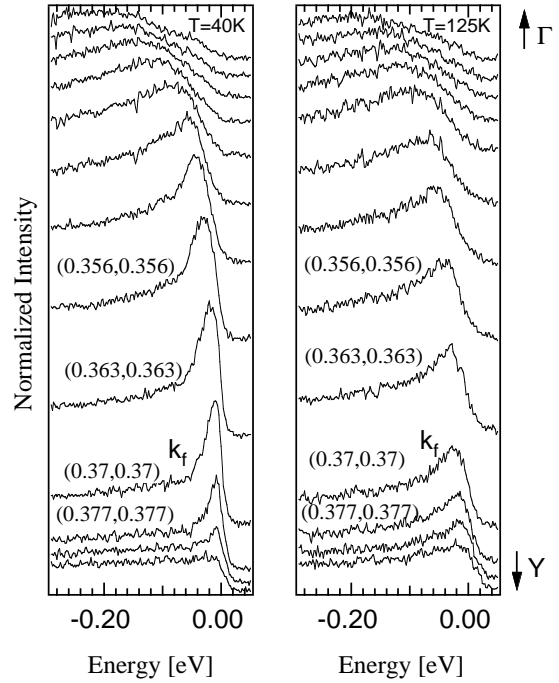 T=40K
T=125K
Γ
Normalized Intensity
(0.356,0.356)
(0.363,0.363)
k_f
(0.37,0.37)
(0.377,0.377)
(0.356,0.356)
(0.363,0.363)
k_f
(0.37,0.37)
(0.377,0.377)
Y
-0.20 0.00
-0.20 0.00
Energy [eV]
Energy [eV]